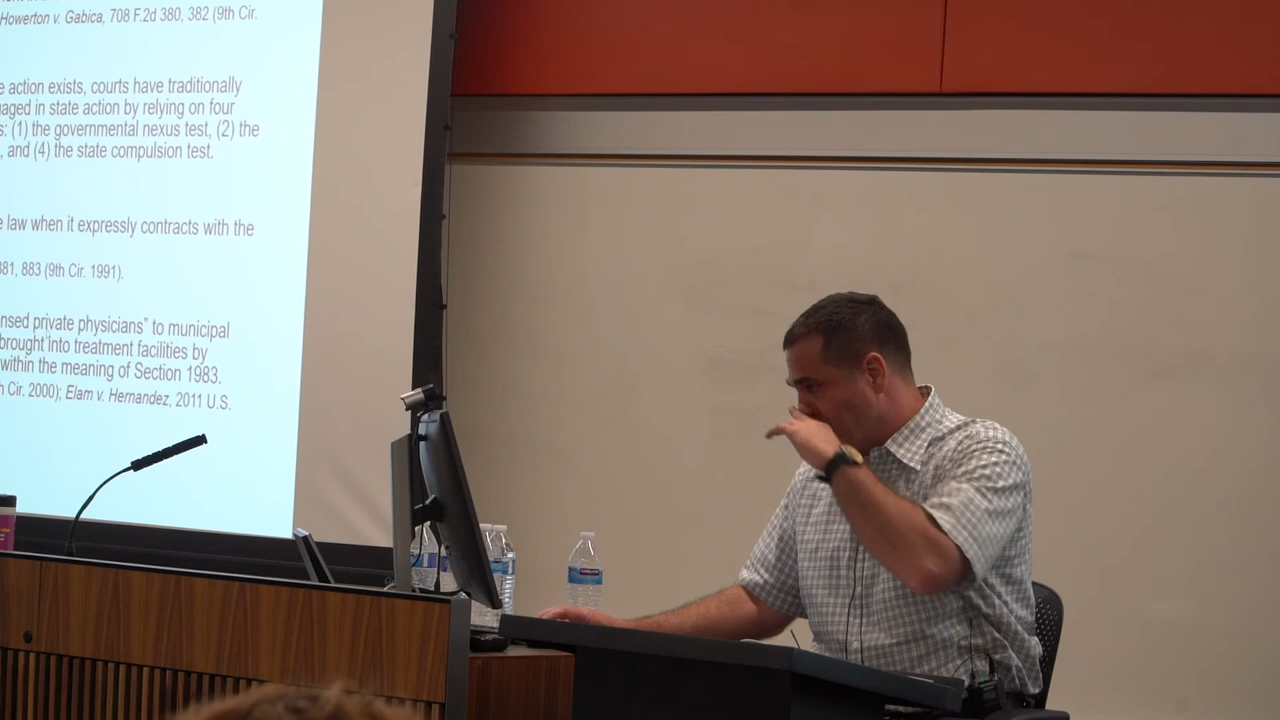 Howerton v. Gabica, 708 F.2d 380, 382 (9th Cir.
e action exists, courts have traditionally
gaged in state action by relying on four
s: (1) the governmental nexus test, (2) the
, and (4) the state compulsion test.
e law when it expressly contracts with the
381, 883 (9th Cir. 1991).
nsed private physicians” to municipal
brought into treatment facilities by
within the meaning of Section 1983.
h Cir. 2000); Elam v. Hernandez, 2011 U.S.
KIRKLAND